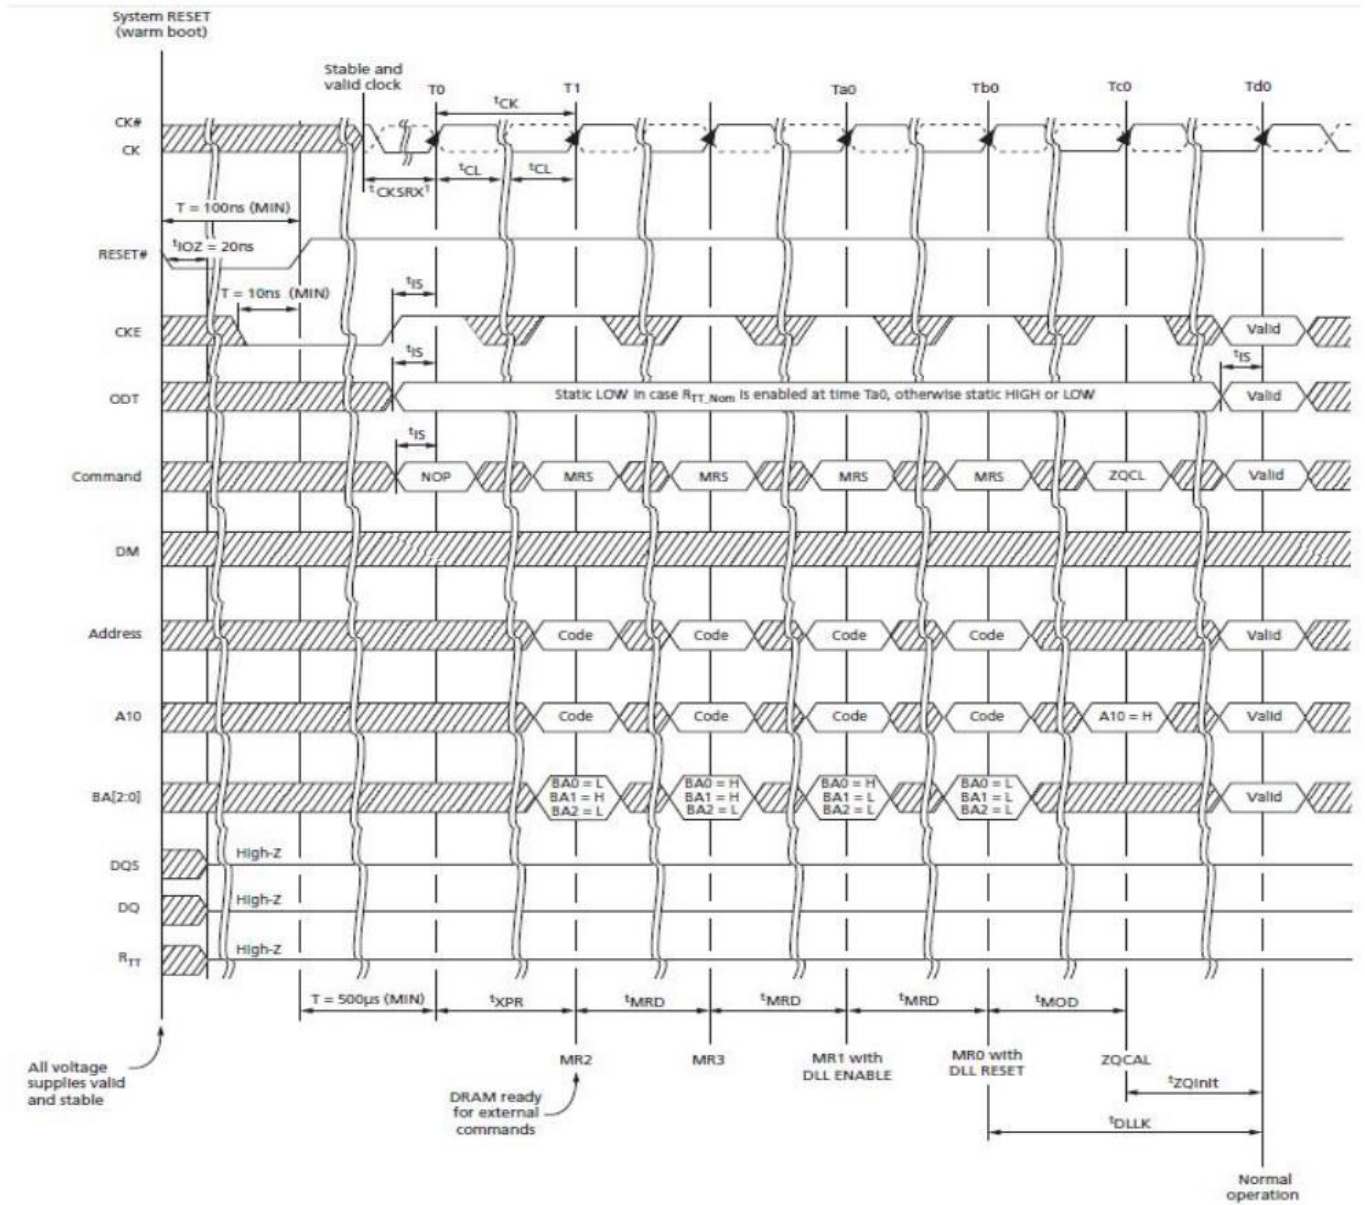 System RESET
(warm boot)
Stable and
valid clock
T0
T1
Ta0
Tb0
Tc0
Td0
tCK
CK#
CK
tCL
tCL
tCKSRX1
T = 100ns (MIN)
tIOZ = 20ns
RESET#
T = 10ns (MIN)
tIS
CKE
Valid
tIS
tIS
ODT
Static LOW in case RTT_Nom is enabled at time Ta0, otherwise static HIGH or LOW
Valid
tIS
Command
NOP
MRS
MRS
MRS
MRS
ZQCL
Valid
DM
Address
Code
Code
Code
Code
Valid
A10
Code
Code
Code
Code
A10 = H
Valid
BA[2:0]
BA0 = L
BA1 = H
BA2 = L
BA0 = H
BA1 = H
BA2 = L
BA0 = H
BA1 = L
BA2 = L
BA0 = L
BA1 = L
BA2 = L
Valid
DQS
High-Z
DQ
High-Z
RTT
High-Z
T = 500µs (MIN)
tXPR
tMRD
tMRD
tMRD
tMOD
All voltage
supplies valid
and stable
MR2
MR3
MR1 with
DLL ENABLE
MR0 with
DLL RESET
ZQCAL
DRAM ready
for external
commands
tZQinit
tDLLK
Normal
operation